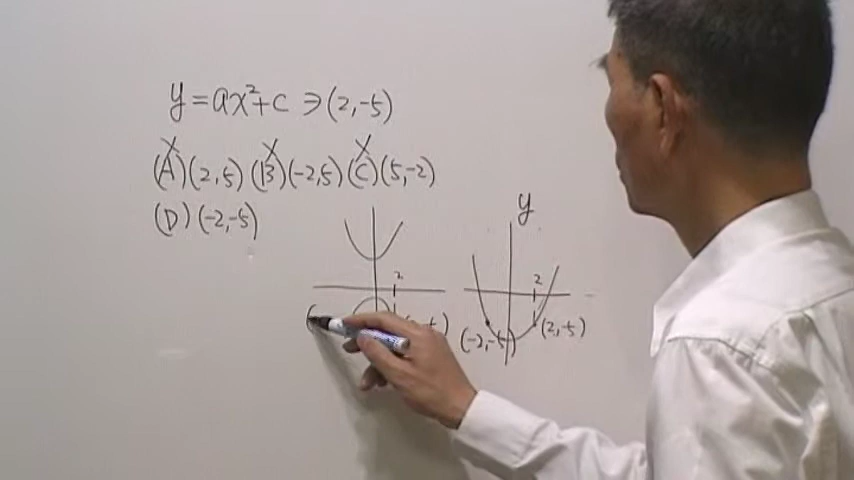 y=ax²+c∋(2,-5)
(A)(2,5)(B)(-2,5)(C)(5,-2)
(D)(-2,-5)
y
2
2
(-2,-5)
(2,-5)